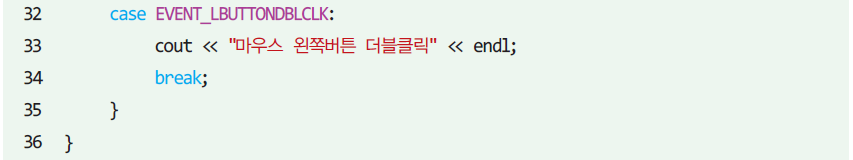 32 case EVENT_LBUTTONDBLCLK:
33 cout << "마우스 왼쪽버튼 더블클릭" << endl;
34 break;
35 }
36 }